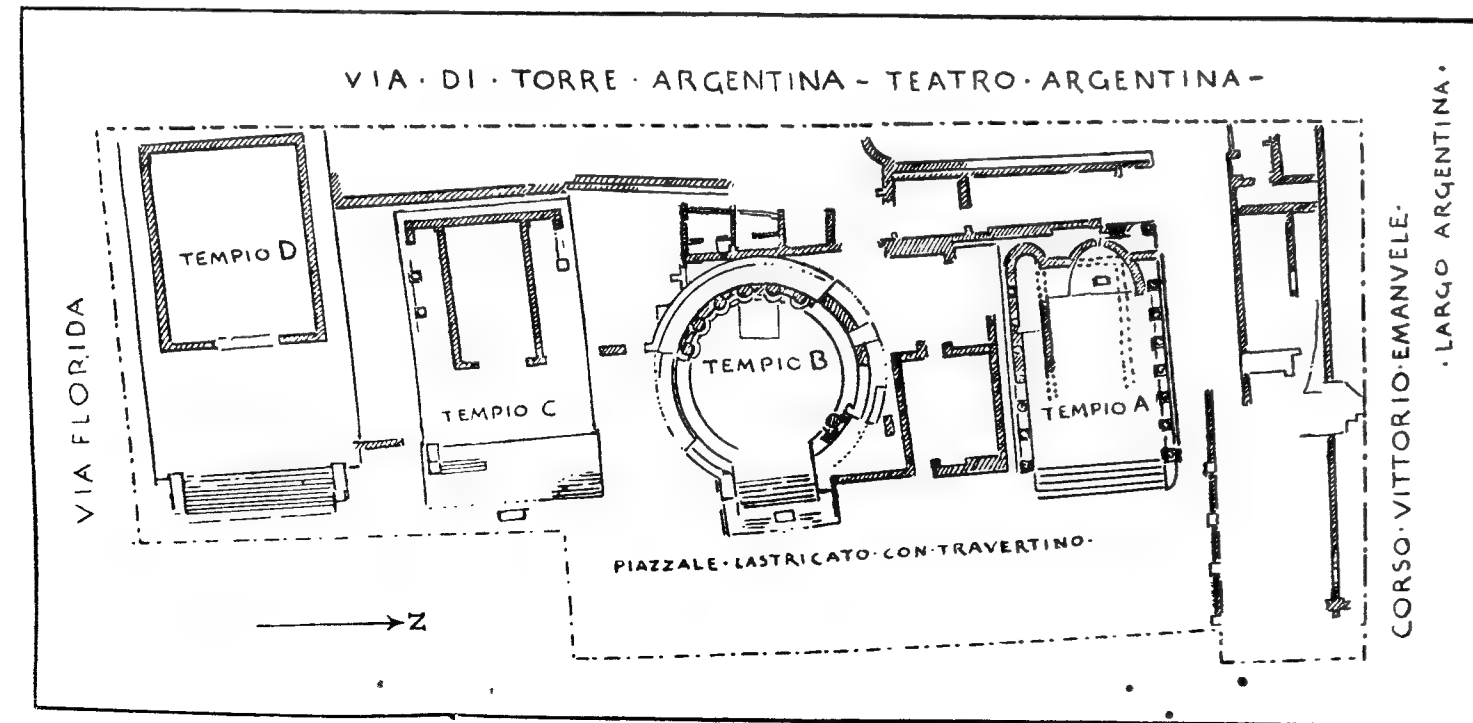 VIA · DI · TORRE · ARGENTINA - TEATRO · ARGENTINA -
· LARGO ARGENTINA ·
TEMPIO D
TEMPIO B
TEMPIO C
TEMPIO A
VIA FLORIDA
CORSO · VITTORIO · EMANVELE ·
PIAZZALE · LASTRICATO · CON · TRAVERTINO ·
N